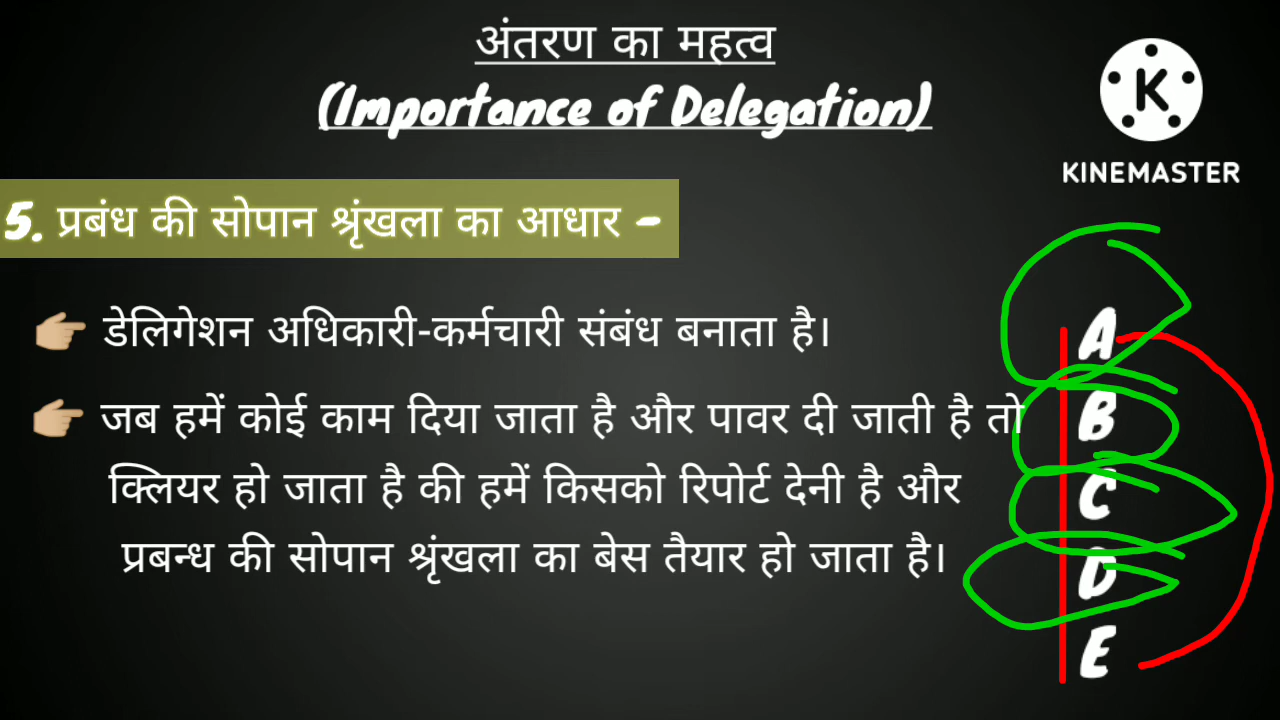 अंतरण का महत्व
(Importance of Delegation)
K
KINEMASTER
5. प्रबंध की सोपान श्रृंखला का आधार –
डेलिगेशन अधिकारी-कर्मचारी संबंध बनाता है।
जब हमें कोई काम दिया जाता है और पावर दी जाती है तो
क्लियर हो जाता है की हमें किसको रिपोर्ट देनी है और
प्रबन्ध की सोपान श्रृंखला का बेस तैयार हो जाता है।
A
B
C
D
E